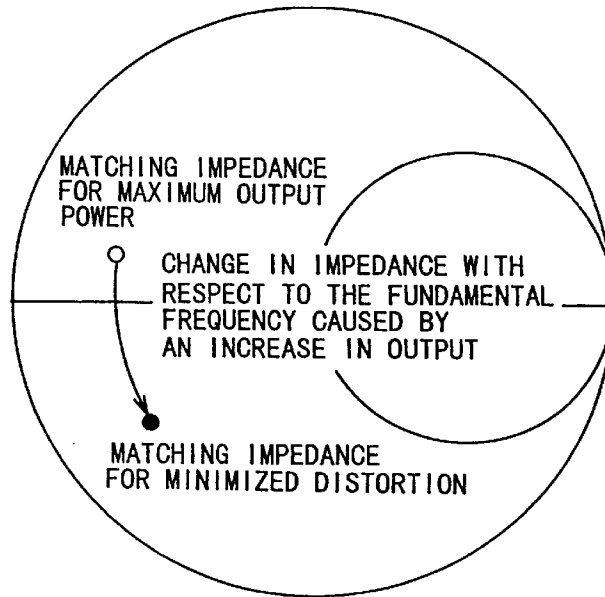 MATCHING IMPEDANCE
FOR MAXIMUM OUTPUT
POWER
CHANGE IN IMPEDANCE WITH
RESPECT TO THE FUNDAMENTAL
FREQUENCY CAUSED BY
AN INCREASE IN OUTPUT
MATCHING IMPEDANCE
FOR MINIMIZED DISTORTION